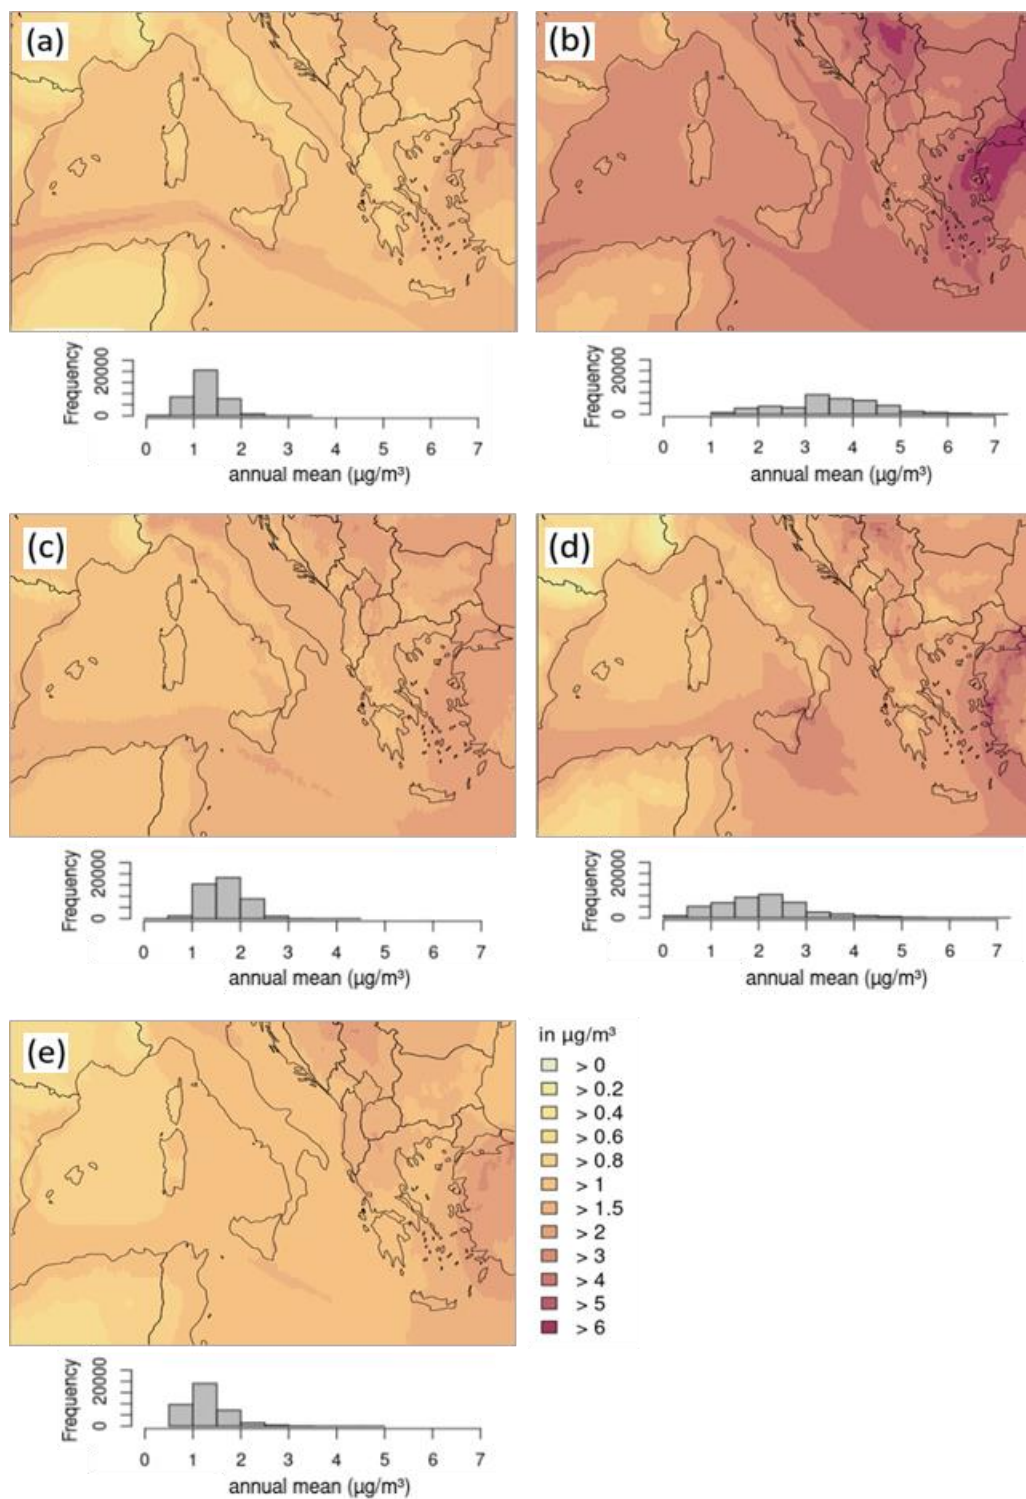 (a)
(b)
Frequency
0 20000
0 1 2 3 4 5 6 7
annual mean (µg/m³)
Frequency
0 20000
0 1 2 3 4 5 6 7
annual mean (µg/m³)
(c)
(d)
Frequency
0 20000
0 1 2 3 4 5 6 7
annual mean (µg/m³)
Frequency
0 20000
0 1 2 3 4 5 6 7
annual mean (µg/m³)
(e)
in µg/m³
> 0
> 0.2
> 0.4
> 0.6
> 0.8
> 1
> 1.5
> 2
> 3
> 4
> 5
> 6
Frequency
0 20000
0 1 2 3 4 5 6 7
annual mean (µg/m³)